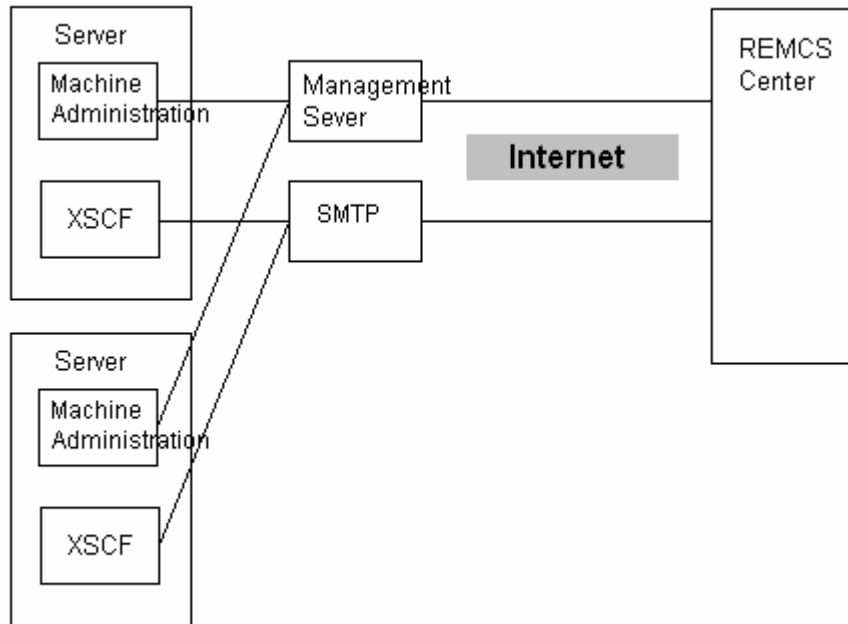 Server
Machine
Administration
XSCF
Management
Sever
SMTP
Internet
REMCS
Center
Server
Machine
Administration
XSCF